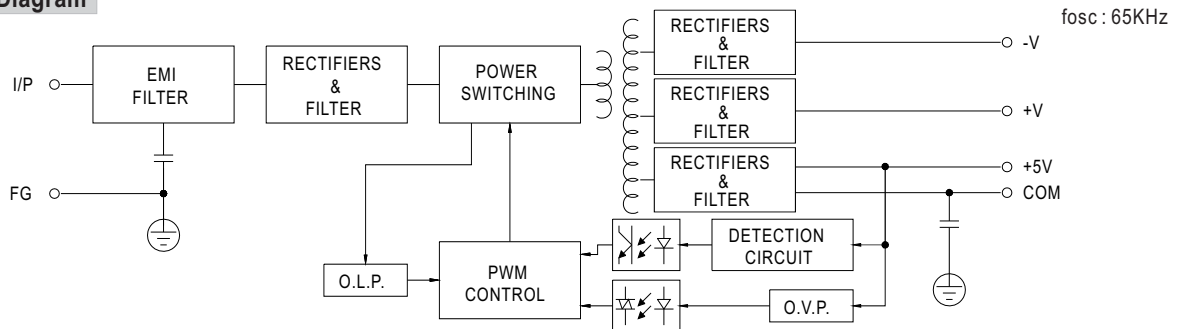 Diagram
fosc : 65KHz
I/P
EMI
FILTER
RECTIFIERS
&
FILTER
POWER
SWITCHING
RECTIFIERS
&
FILTER
-V
RECTIFIERS
&
FILTER
+V
RECTIFIERS
&
FILTER
+5V
COM
FG
O.L.P.
PWM
CONTROL
DETECTION
CIRCUIT
O.V.P.